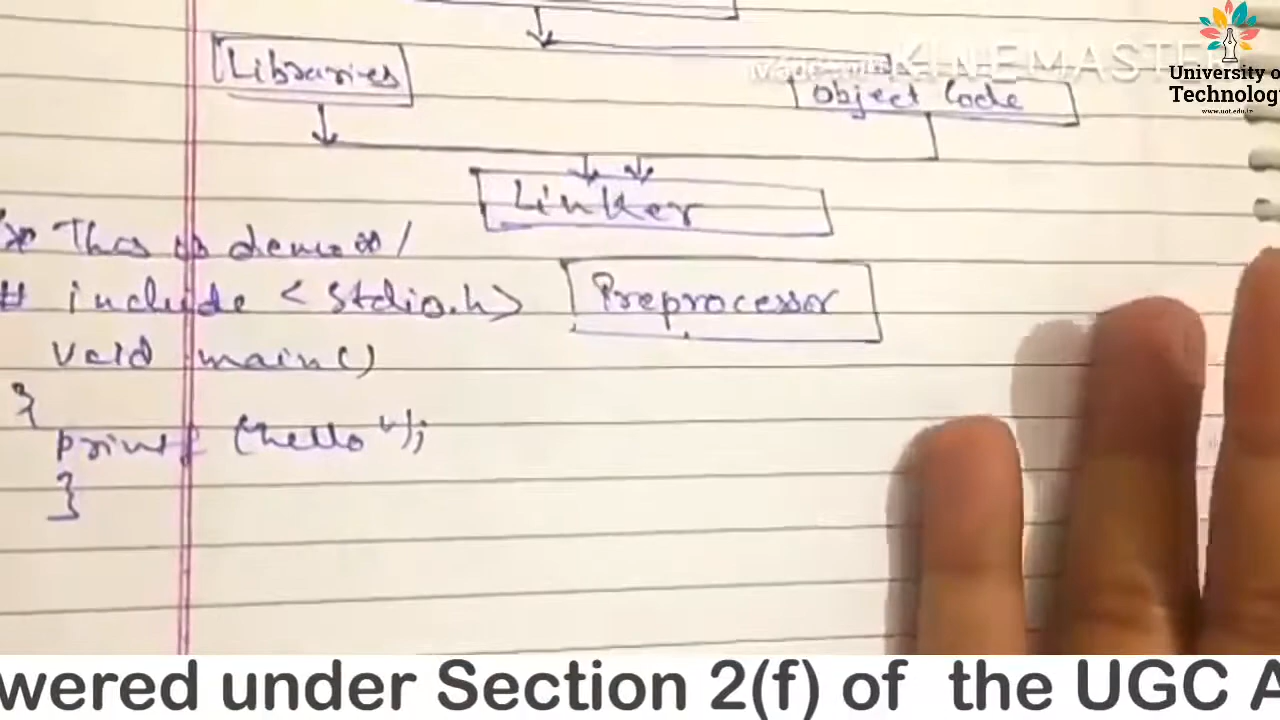 Libraries
Object Code
Linker
This is demo */
# include <stdio.h>
Preprocessor
void main()
{
printf ("hello");
}
KINEMASTER
University of
Technology
wered under Section 2(f) of the UGC A